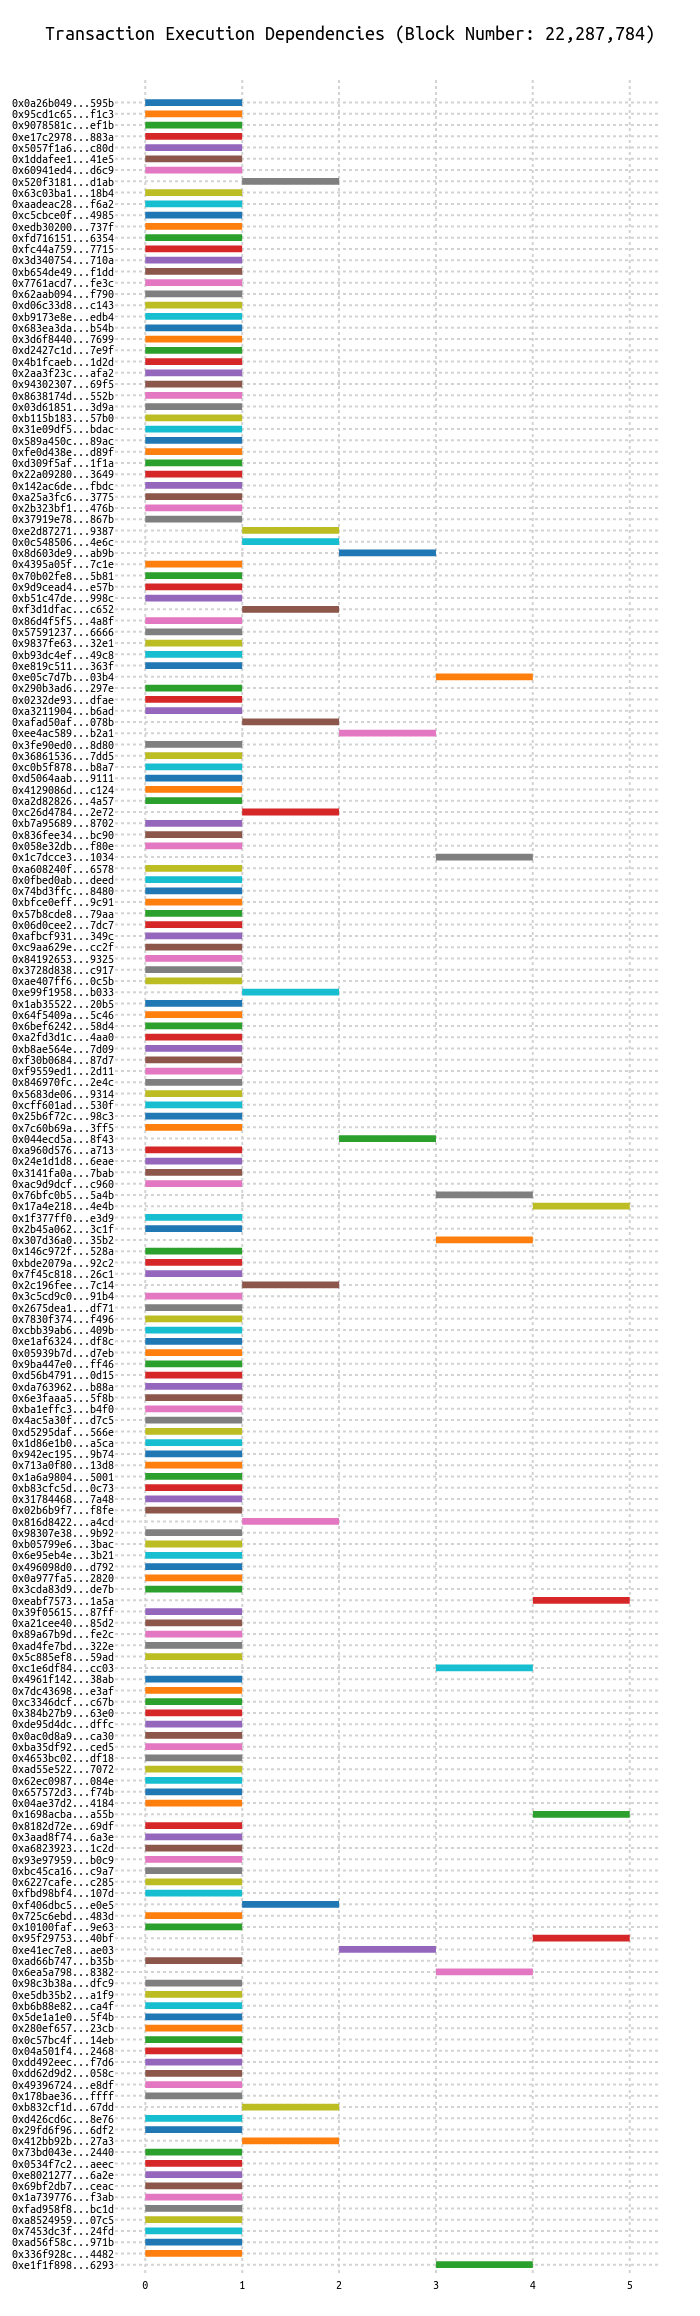 Transaction Execution Dependencies (Block Number: 22,287,784)
0x0a26b049...595b
0x95cd1c65...f1c3
0x9078581c...ef1b
0xe17c2978...883a
0x5057f1a6...c80d
0x1ddafee1...41e5
0x60941ed4...d6c9
0x520f3181...d1ab
0x63c03ba1...18b4
0xaadeac28...f6a2
0xc5cbce0f...4985
0xedb30200...737f
0xfd716151...6354
0xfc44a759...7715
0x3d340754...710a
0xb654de49...f1dd
0x7761acd7...fe3c
0x62aab094...f790
0xd06c33d8...c143
0xb9173e8e...edb4
0x683ea3da...b54b
0x3d6f8440...7699
0xd2427c1d...7e9f
0x4b1fcaeb...1d2d
0x2aa3f23c...afa2
0x94302307...69f5
0x8638174d...552b
0x03d61851...3d9a
0xb115b183...57b0
0x31e09df5...bdac
0x589a450c...89ac
0xfe0d438e...d89f
0xd309f5af...1f1a
0x22a09280...3649
0x142ac6de...fbdc
0xa25a3fc6...3775
0x2b323bf1...476b
0x37919e78...867b
0xe2d87271...9387
0x0c548506...4e6c
0x8d603de9...ab9b
0x4395a05f...7c1e
0x70b02fe8...5b81
0x9d9cead4...e57b
0xb51c47de...998c
0xf3d1dfac...c652
0x86d4f5f5...4a8f
0x57591237...6666
0x9837fe63...32e1
0xb93dc4ef...49c8
0xe819c511...363f
0xe05c7d7b...03b4
0x290b3ad6...297e
0x0232de93...dfae
0xa3211904...b6ad
0xafad50af...078b
0xee4ac589...b2a1
0x3fe90ed0...8d80
0x36861536...7dd5
0xc0b5f878...b8a7
0xd5064aab...9111
0x4129086d...c124
0xa2d82826...4a57
0xc26d4784...2e72
0xb7a95689...8702
0x836fee34...bc90
0x058e32db...f80e
0x1c7dcce3...1034
0xa608240f...6578
0x0fbed0ab...deed
0x74bd3ffc...8480
0xbfce0eff...9c91
0x57b8cde8...79aa
0x06d0cee2...7dc7
0xafbcf931...349c
0xc9aa629e...cc2f
0x84192653...9325
0x3728d838...c917
0xae407ff6...0c5b
0xe99f1958...b033
0x1ab35522...20b5
0x64f5409a...5c46
0x6bef6242...58d4
0xa2fd3d1c...4aa0
0xb8ae564e...7d09
0xf30b0684...87d7
0xf9559ed1...2d11
0x846970fc...2e4c
0x5683de06...9314
0xcff601ad...530f
0x25b6f72c...98c3
0x7c60b69a...3ff5
0x044ecd5a...8f43
0xa960d576...a713
0x24e1d1d8...6eae
0x3141fa0a...7bab
0xac9d9dcf...c960
0x76bfc0b5...5a4b
0x17a4e218...4e4b
0x1f377ff0...e3d9
0x2b45a062...3c1f
0x307d36a0...35b2
0x146c972f...528a
0xbde2079a...92c2
0x7f45c818...26c1
0x2c196fee...7c14
0x3c5cd9c0...91b4
0x2675dea1...df71
0x7830f374...f496
0xcbb39ab6...409b
0xe1af6324...df8c
0x05939b7d...d7eb
0x9ba447e0...ff46
0xd56b4791...0d15
0xda763962...b88a
0x6e3faaa5...5f8b
0xba1effc3...b4f0
0x4ac5a30f...d7c5
0xd5295daf...566e
0x1d86e1b0...a5ca
0x942ec195...9b74
0x713a0f80...13d8
0x1a6a9804...5001
0xb83cfc5d...0c73
0x31784468...7a48
0x02b6b9f7...f8fe
0x816d8422...a4cd
0x98307e38...9b92
0xb05799e6...3bac
0x6e95eb4e...3b21
0x496098d0...d792
0x0a977fa5...2820
0x3cda83d9...de7b
0xeabf7573...1a5a
0x39f05615...87ff
0xa21cee40...85d2
0x89a67b9d...fe2c
0xad4fe7bd...322e
0x5c885ef8...59ad
0xc1e6df84...cc03
0x4961f142...38ab
0x7dc43698...e3af
0xc3346dcf...c67b
0x384b27b9...63e0
0xde95d4dc...dffc
0x0ac0d8a9...ca30
0xba35df92...ced5
0x4653bc02...df18
0xad55e522...7072
0x62ec0987...084e
0x657572d3...f74b
0x04ae37d2...4184
0x1698acba...a55b
0x8182d72e...69df
0x3aad8f74...6a3e
0xa6823923...1c2d
0x93e97959...b0c9
0xbc45ca16...c9a7
0x6227cafe...c285
0xfbd98bf4...107d
0xf406dbc5...e0e5
0x725c6ebd...483d
0x10100faf...9e63
0x95f29753...40bf
0xe41ec7e8...ae03
0xad66b747...b35b
0x6ea5a798...8382
0x98c3b38a...dfc9
0xe5db35b2...a1f9
0xb6b88e82...ca4f
0x5de1a1e0...5f4b
0x280ef657...23cb
0x0c57bc4f...14eb
0x04a501f4...2468
0xdd492eec...f7d6
0xdd62d9d2...058c
0x49396724...e8df
0x178bae36...ffff
0xb832cf1d...67dd
0xd426cd6c...8e76
0x29fd6f96...6df2
0x412bb92b...27a3
0x73bd043e...2440
0x0534f7c2...aeec
0xe8021277...6a2e
0x69bf2db7...ceac
0x1a739776...f3ab
0xfad958f8...bc1d
0xa8524959...07c5
0x7453dc3f...24fd
0xad56f58c...971b
0x336f928c...4482
0xe1f1f898...6293
0 1 2 3 4 5